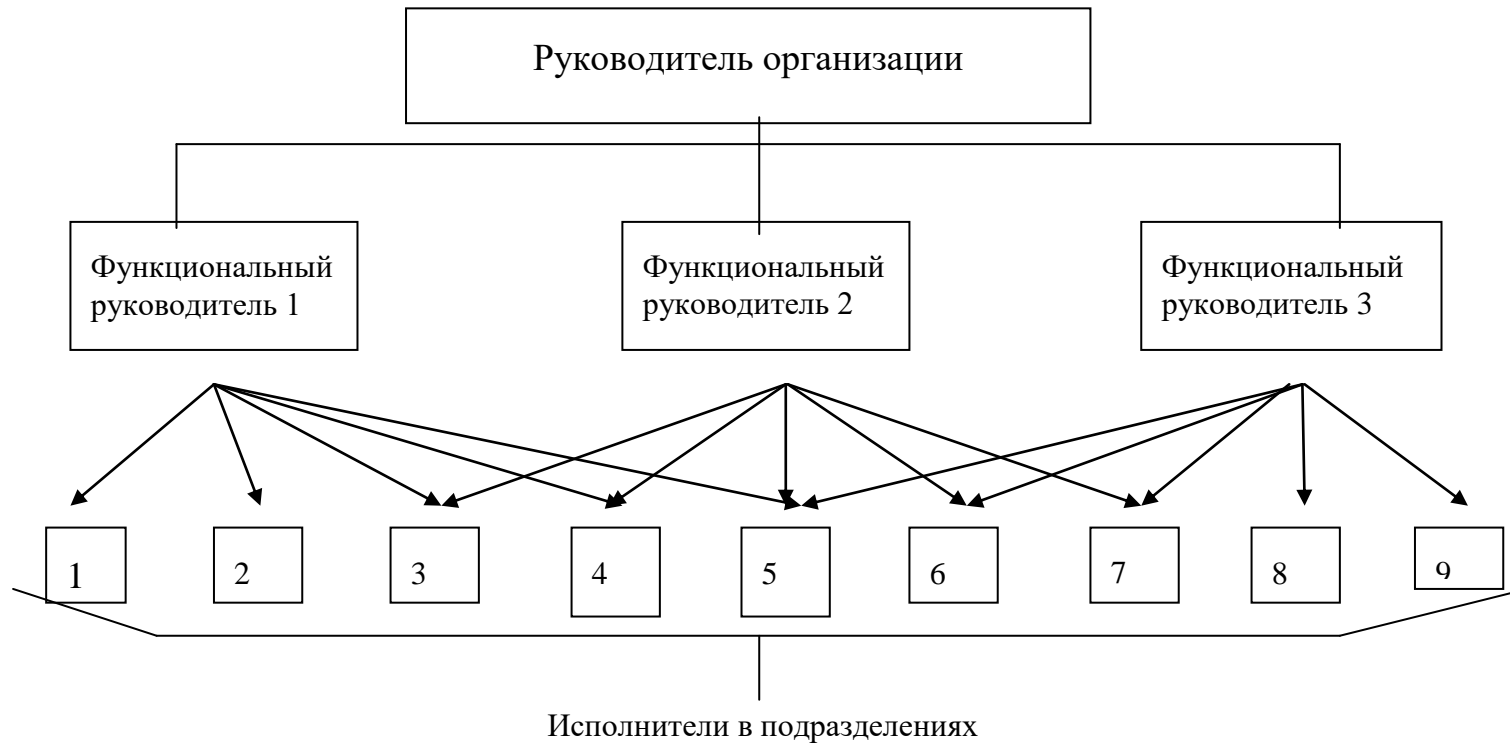 Руководитель организации
Функциональный
руководитель 1
Функциональный
руководитель 2
Функциональный
руководитель 3
1 2 3 4 5 6 7 8 9
Исполнители в подразделениях